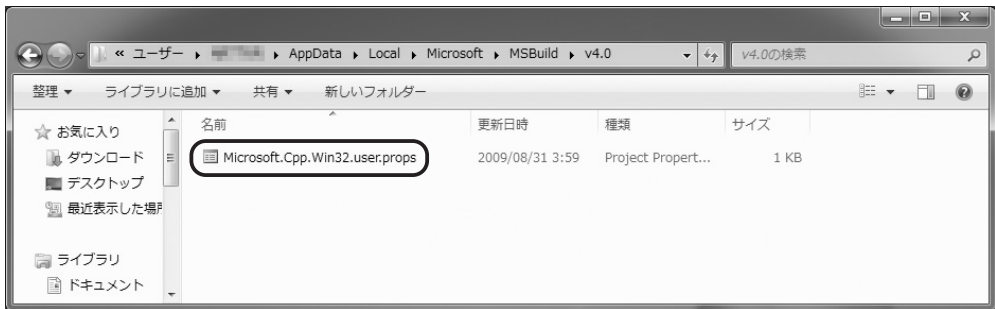 « ユーザー ▸ ▸ AppData ▸ Local ▸ Microsoft ▸ MSBuild ▸ v4.0
v4.0の検索
整理 ▼ ライブラリに追加 ▼ 共有 ▼ 新しいフォルダー
名前 更新日時 種類 サイズ
Microsoft.Cpp.Win32.user.props 2009/08/31 3:59 Project Propert... 1 KB
お気に入り
ダウンロード
デスクトップ
最近表示した場所
ライブラリ
ドキュメント